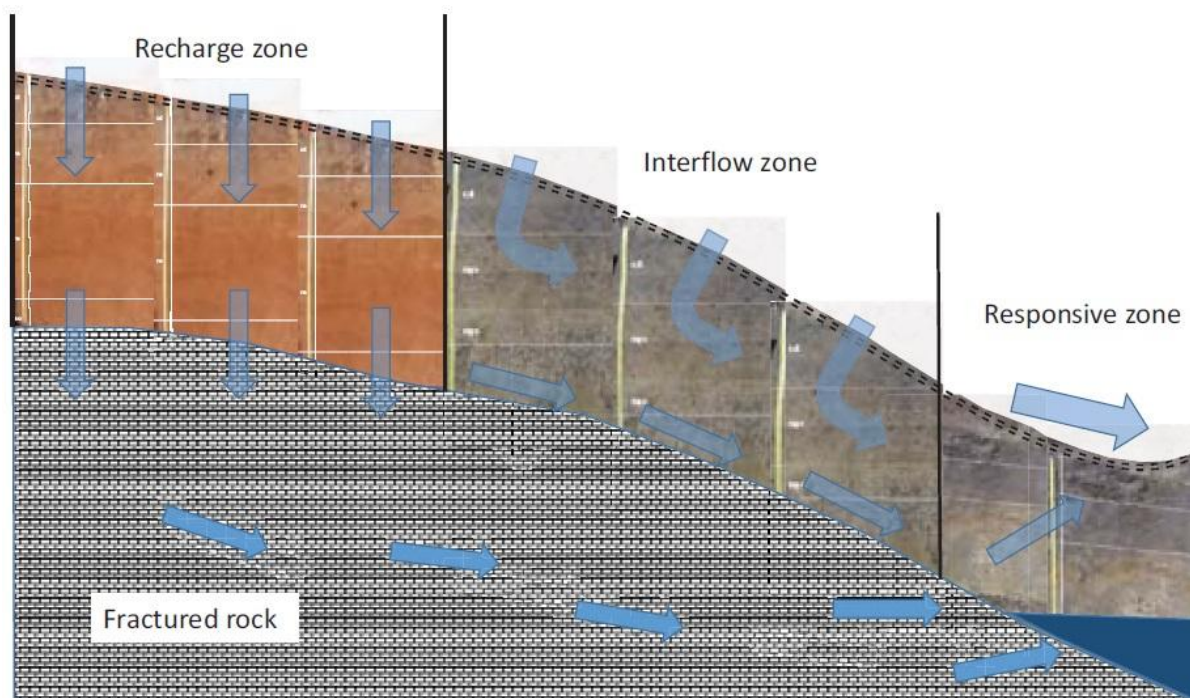 Recharge zone
Interflow zone
Responsive zone
Fractured rock